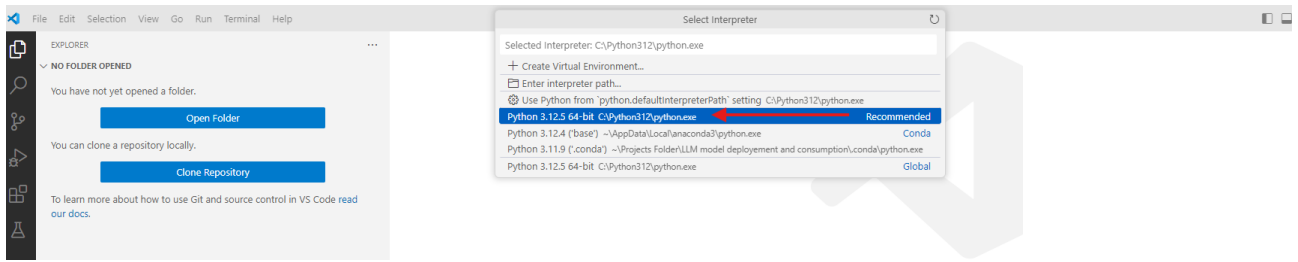 File Edit Selection View Go Run Terminal Help
EXPLORER
NO FOLDER OPENED
You have not yet opened a folder.
Open Folder
You can clone a repository locally.
Clone Repository
To learn more about how to use Git and source control in VS Code read
our docs.
Select Interpreter
Selected Interpreter: C:\Python312\python.exe
Create Virtual Environment...
Enter interpreter path...
Use Python from `python.defaultInterpreterPath` setting C:\Python312\python.exe
Python 3.12.5 64-bit C:\Python312\python.exe Recommended
Python 3.12.4 ('base') ~\AppData\Local\anaconda3\python.exe Conda
Python 3.11.9 ('.conda') ~\Projects Folder\LLM model deployement and consumption\.conda\python.exe
Python 3.12.5 64-bit C:\Python312\python.exe Global